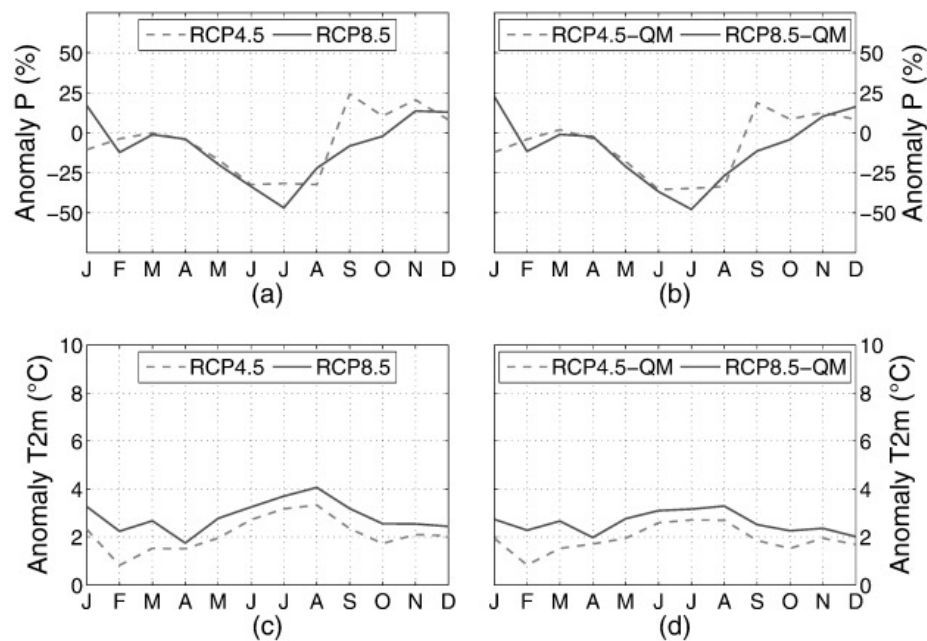 RCP4.5 RCP8.5
RCP4.5-QM RCP8.5-QM
Anomaly P (%)
50
25
0
−25
−50
50
25
0
−25
−50
Anomaly P (%)
J F M A M J J A S O N D
J F M A M J J A S O N D
(a)
(b)
RCP4.5 RCP8.5
RCP4.5-QM RCP8.5-QM
Anomaly T2m (°C)
10
8
6
4
2
0
10
8
6
4
2
0
Anomaly T2m (°C)
J F M A M J J A S O N D
J F M A M J J A S O N D
(c)
(d)